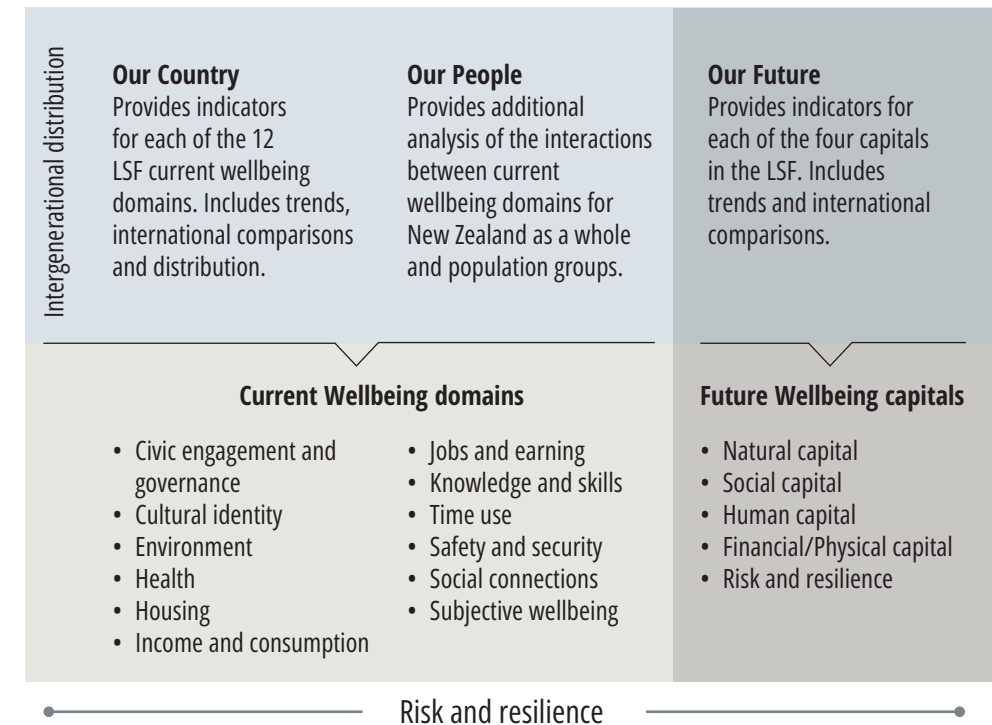 Intergenerational distribution
Our Country
Provides indicators
for each of the 12
LSF current wellbeing
domains. Includes trends,
international comparisons
and distribution.
Our People
Provides additional
analysis of the interactions
between current
wellbeing domains for
New Zealand as a whole
and population groups.
Our Future
Provides indicators for
each of the four capitals
in the LSF. Includes
trends and international
comparisons.
Current Wellbeing domains
• Civic engagement and
governance
• Cultural identity
• Environment
• Health
• Housing
• Income and consumption
• Jobs and earning
• Knowledge and skills
• Time use
• Safety and security
• Social connections
• Subjective wellbeing
Future Wellbeing capitals
• Natural capital
• Social capital
• Human capital
• Financial/Physical capital
• Risk and resilience
Risk and resilience